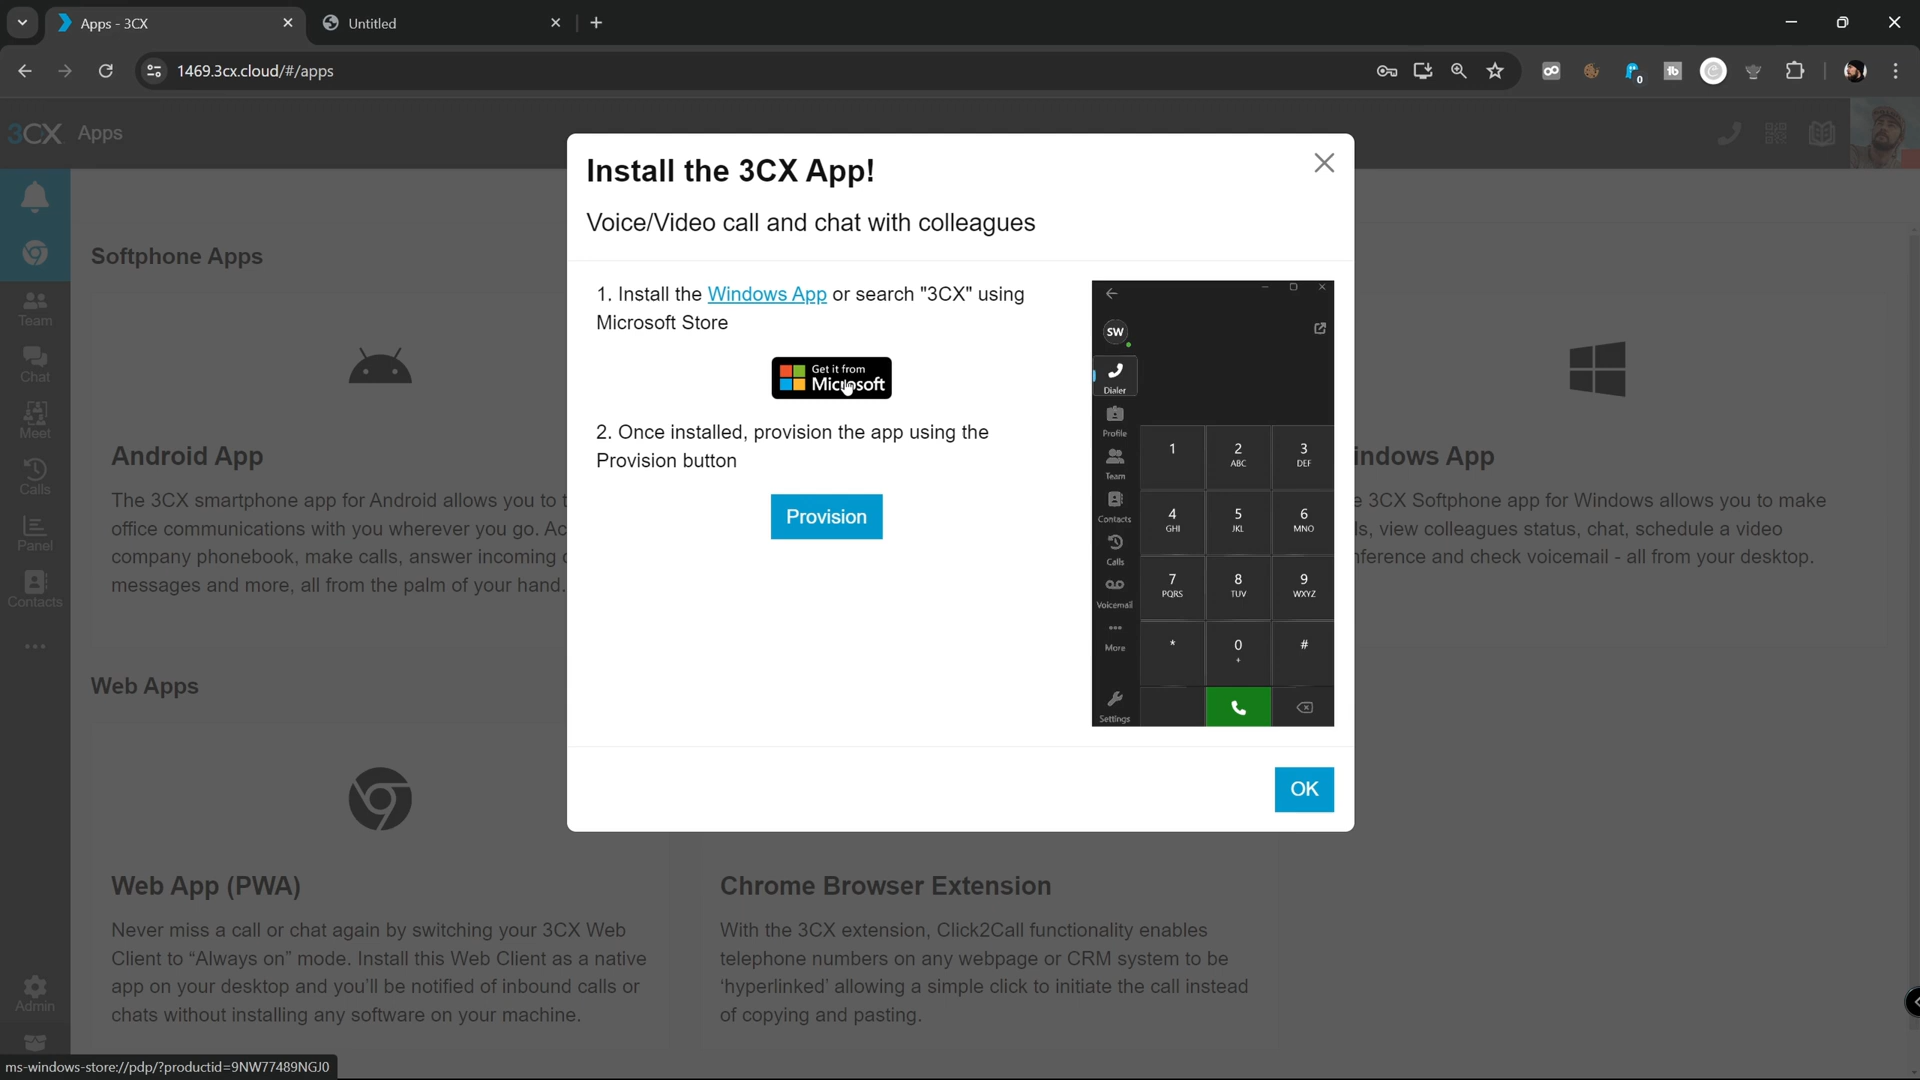 Apps - 3CX
Untitled
1469.3cx.cloud/#/apps
0
3CX Apps
Install the 3CX App!
Voice/Video call and chat with colleagues
1. Install the Windows App or search "3CX" using
Microsoft Store
Get it from
Microsoft
2. Once installed, provision the app using the
Provision button
Provision
SW
Dialer
Profile
Team
Contacts
Calls
Voicemail
More
Settings
1
2
ABC
3
DEF
4
GHI
5
JKL
6
MNO
7
PQRS
8
TUV
9
WXYZ
*
0
+
#
OK
Team
Chat
Meet
Calls
Panel
Contacts
Admin
Softphone Apps
Android App
The 3CX smartphone app for Android allows you to t
office communications with you wherever you go. Ac
company phonebook, make calls, answer incoming c
messages and more, all from the palm of your hand.
indows App
e 3CX Softphone app for Windows allows you to make
ls, view colleagues status, chat, schedule a video
nference and check voicemail - all from your desktop.
Web Apps
Web App (PWA)
Never miss a call or chat again by switching your 3CX Web
Client to “Always on” mode. Install this Web Client as a native
app on your desktop and you’ll be notified of inbound calls or
chats without installing any software on your machine.
Chrome Browser Extension
With the 3CX extension, Click2Call functionality enables
telephone numbers on any webpage or CRM system to be
‘hyperlinked’ allowing a simple click to initiate the call instead
of copying and pasting.
ms-windows-store://pdp/?productid=9NW77489NGJ0